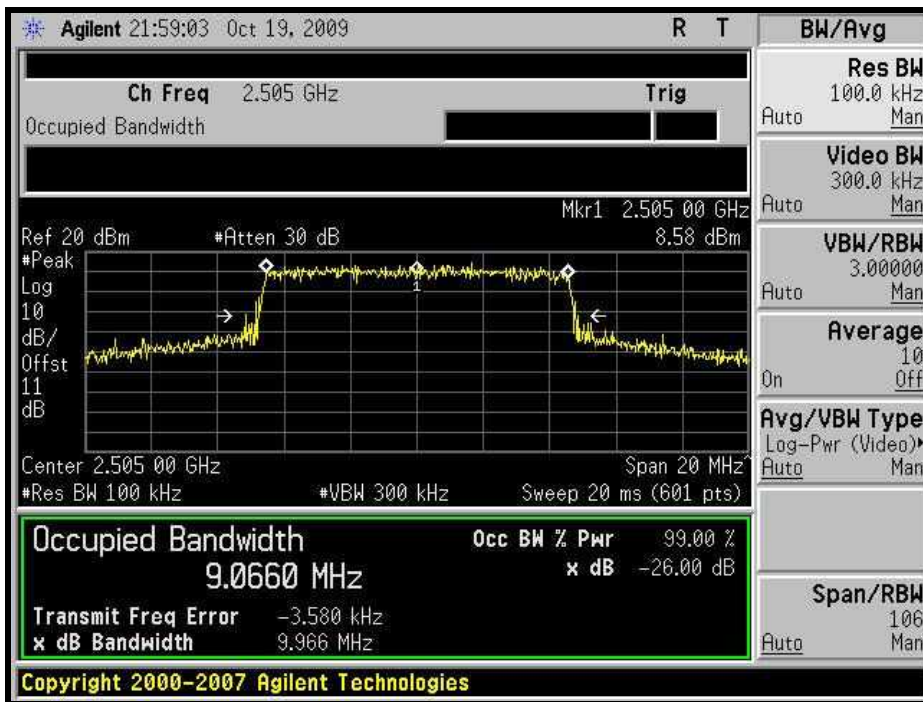 Agilent 21:59:03 Oct 19, 2009 R T
BW/Avg
Ch Freq 2.505 GHz Trig
Occupied Bandwidth
Res BW
100.0 kHz
Auto Man
Video BW
300.0 kHz
Auto Man
VBW/RBW
3.00000
Auto Man
Average
10
On Off
Avg/VBW Type
Log-Pwr (Video)
Auto Man
Span/RBW
106
Auto Man
Mkr1 2.505 00 GHz
Ref 20 dBm #Atten 30 dB 8.58 dBm
#Peak
Log
10
dB/
Offst
11
dB
1
Center 2.505 00 GHz Span 20 MHz^
#Res BW 100 kHz #VBW 300 kHz Sweep 20 ms (601 pts)
Occupied Bandwidth Occ BW % Pwr 99.00 %
9.0660 MHz x dB -26.00 dB
Transmit Freq Error -3.580 kHz
x dB Bandwidth 9.966 MHz
Copyright 2000-2007 Agilent Technologies